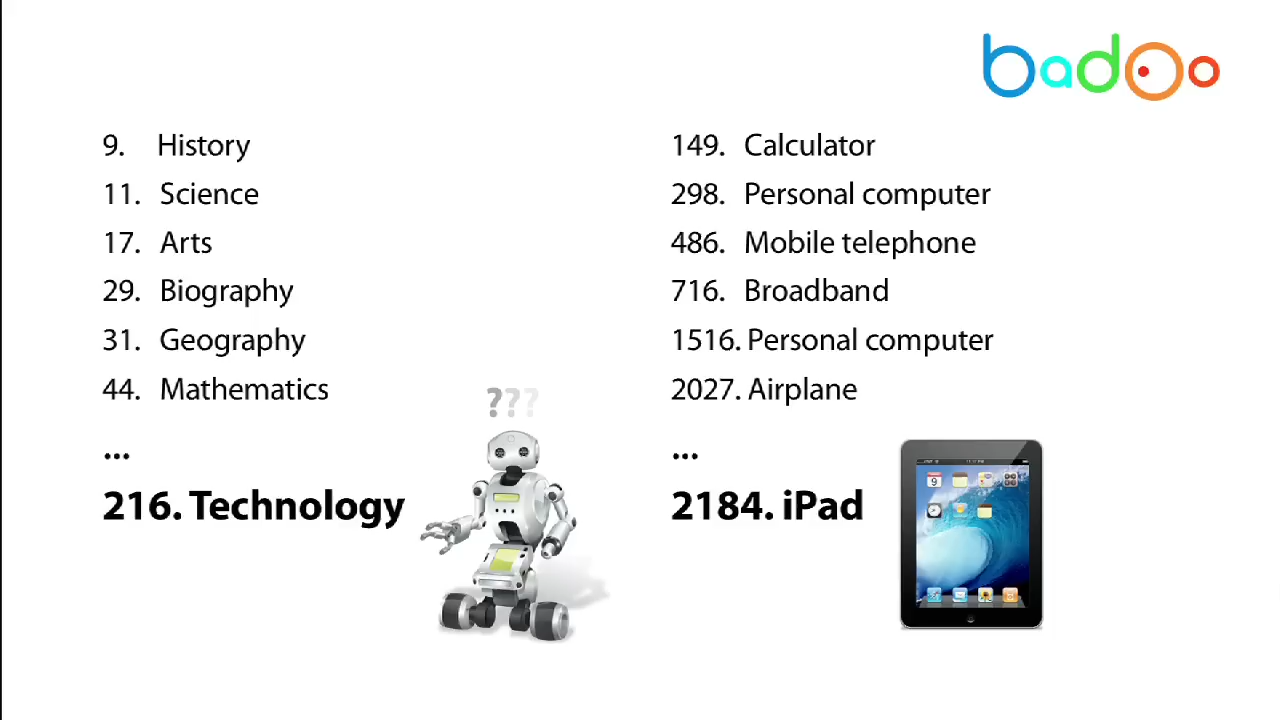 badoo
9. History
11. Science
17. Arts
29. Biography
31. Geography
44. Mathematics
...
216. Technology
???
149. Calculator
298. Personal computer
486. Mobile telephone
716. Broadband
1516. Personal computer
2027. Airplane
...
2184. iPad
9